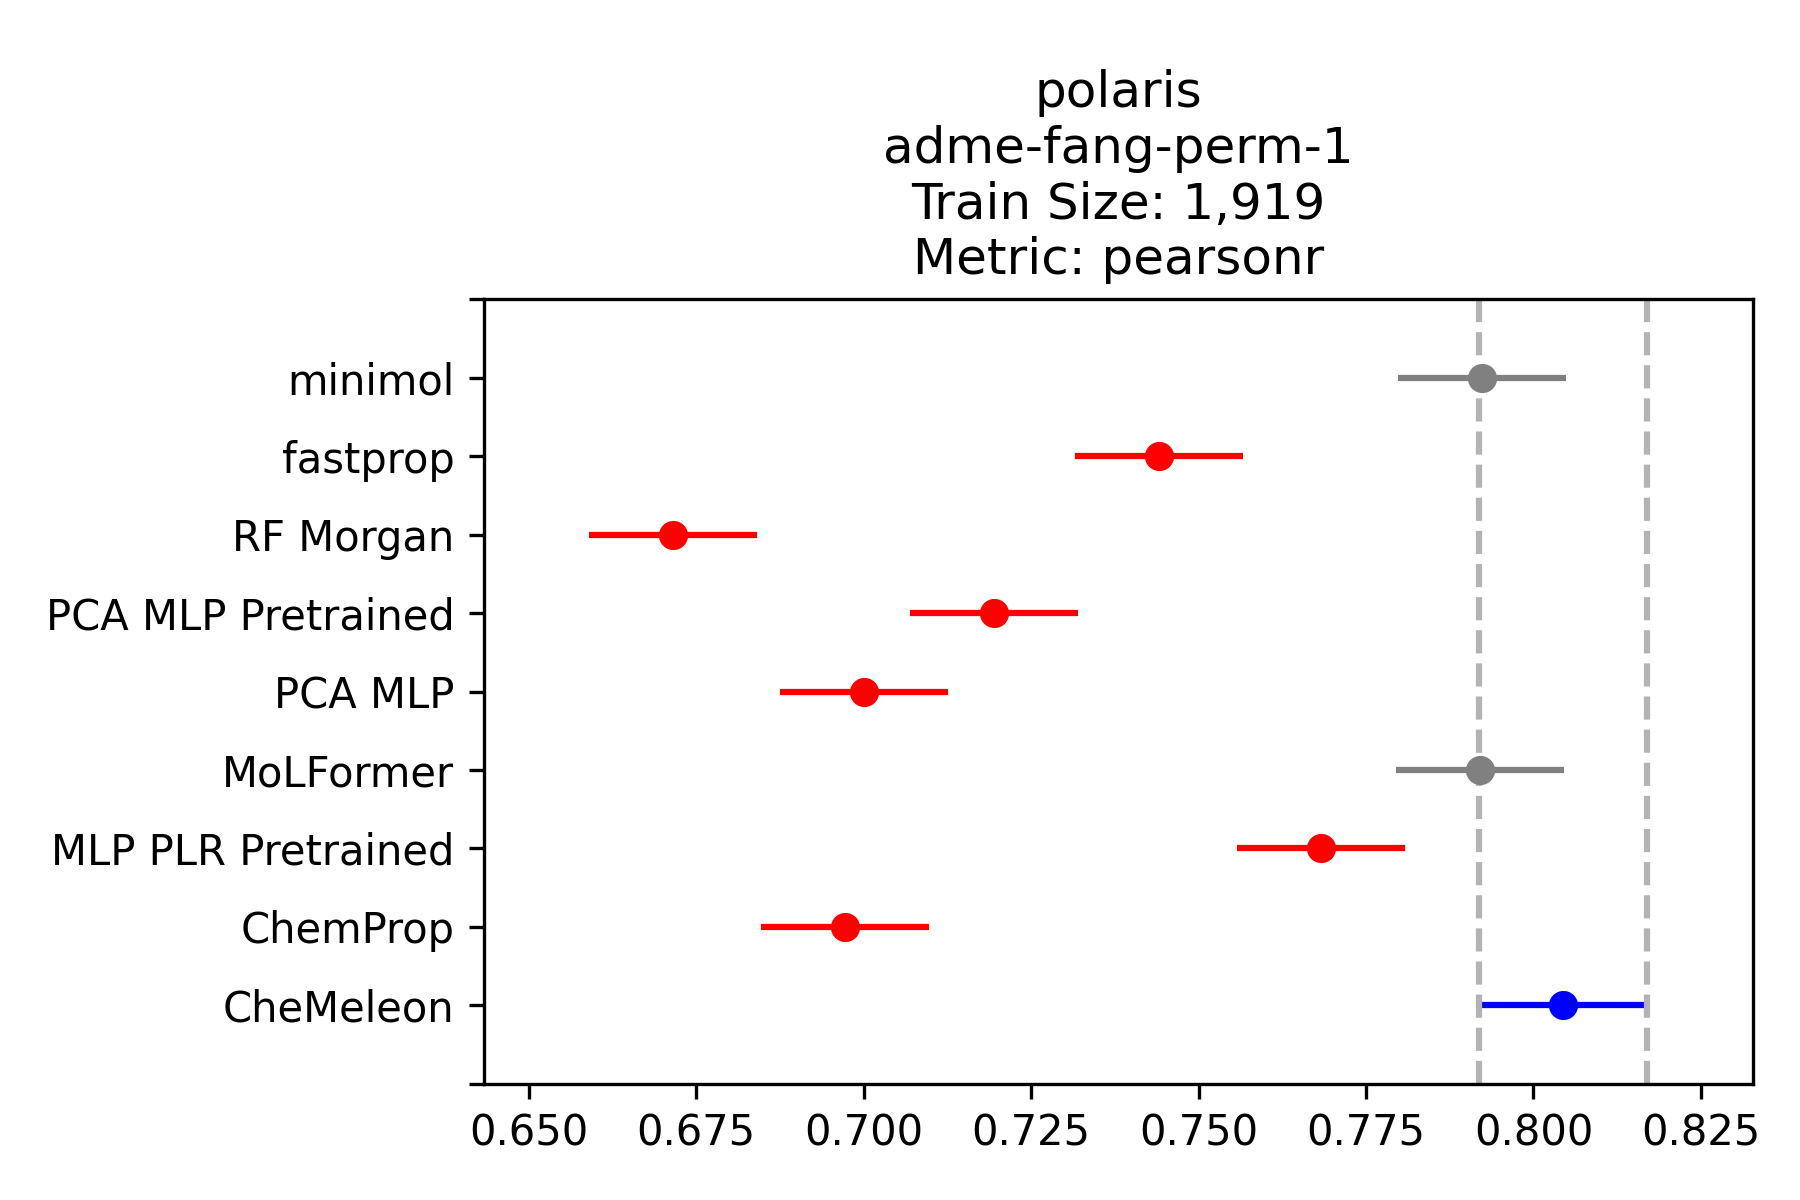 polaris
adme-fang-perm-1
Train Size: 1,919
Metric: pearsonr
minimol
fastprop
RF Morgan
PCA MLP Pretrained
PCA MLP
MoLFormer
MLP PLR Pretrained
ChemProp
CheMeleon
0.650 0.675 0.700 0.725 0.750 0.775 0.800 0.825